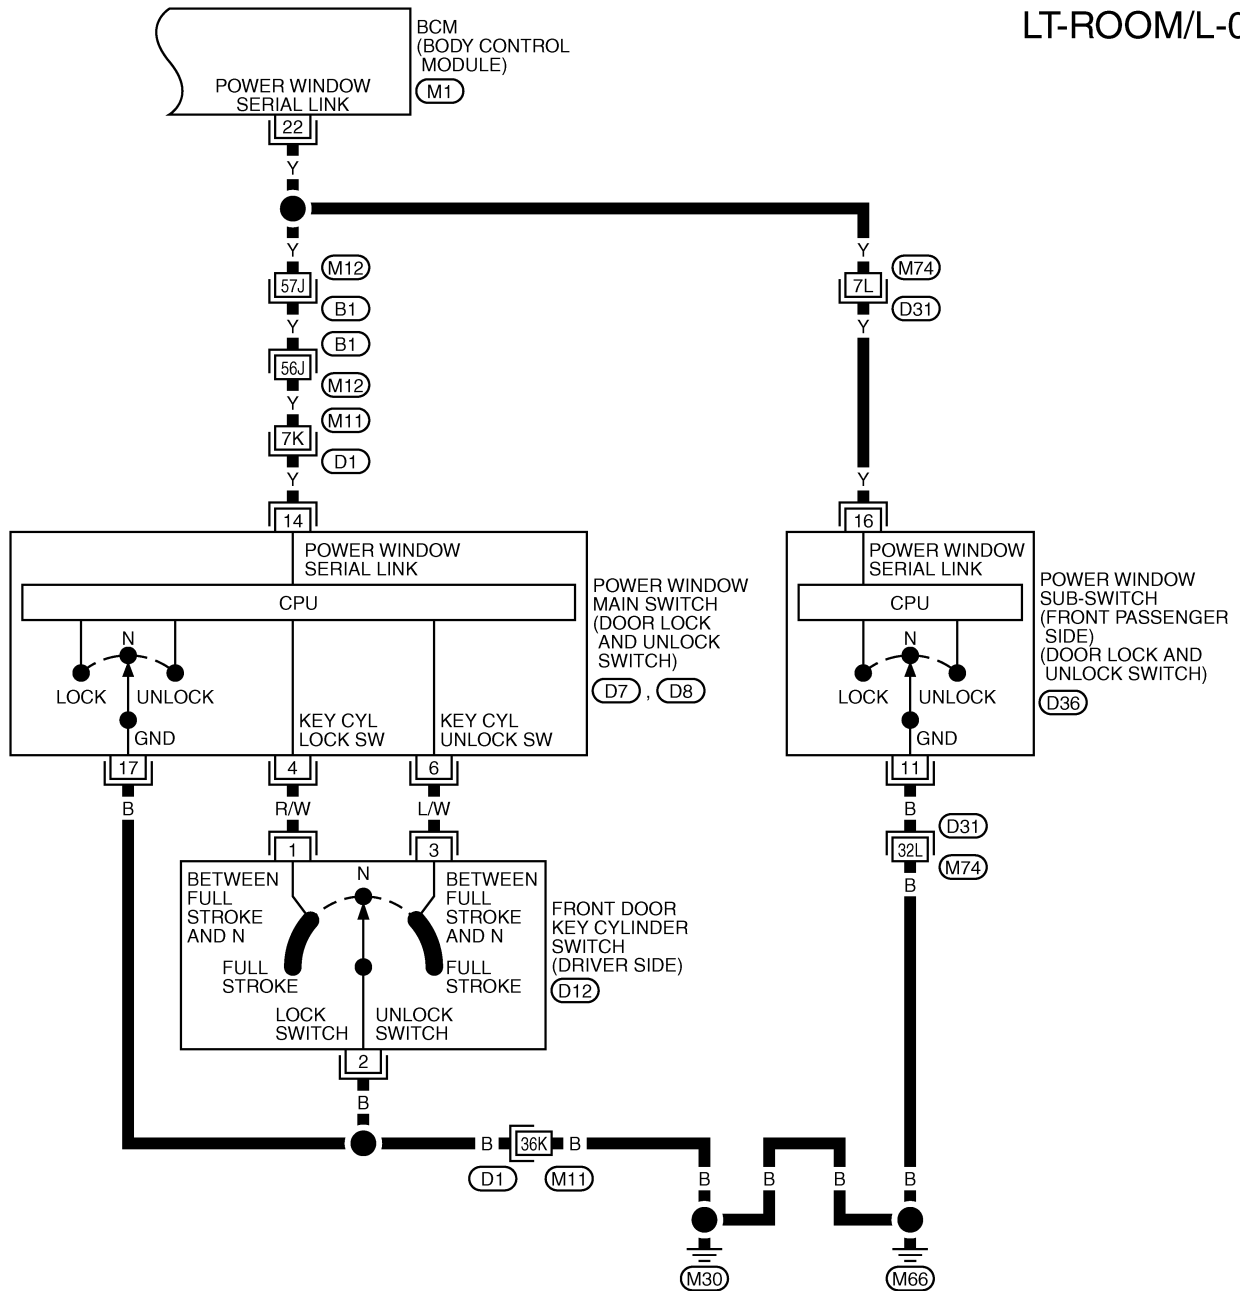 LT-ROOM/L-0
BCM
(BODY CONTROL
MODULE)
M1
POWER WINDOW
SERIAL LINK
22
Y
Y
Y
57J
M12
B1
7L
M74
D31
Y
Y
56J
B1
M12
Y
7K
M11
D1
Y
Y
14
16
POWER WINDOW
SERIAL LINK
CPU
N
LOCK
UNLOCK
GND
KEY CYL
LOCK SW
KEY CYL
UNLOCK SW
POWER WINDOW
MAIN SWITCH
(DOOR LOCK
AND UNLOCK
SWITCH)
D7 , D8
POWER WINDOW
SERIAL LINK
CPU
N
LOCK
UNLOCK
GND
POWER WINDOW
SUB-SWITCH
(FRONT PASSENGER
SIDE)
(DOOR LOCK AND
UNLOCK SWITCH)
D36
17
4
6
11
B
R/W
L/W
B
1
3
32L
D31
M74
B
BETWEEN
FULL
STROKE
AND N
FULL
STROKE
N
BETWEEN
FULL
STROKE
AND N
FULL
STROKE
LOCK
SWITCH
UNLOCK
SWITCH
FRONT DOOR
KEY CYLINDER
SWITCH
(DRIVER SIDE)
D12
2
B
B
36K
B
D1
M11
B
B
B
B
M30
M66